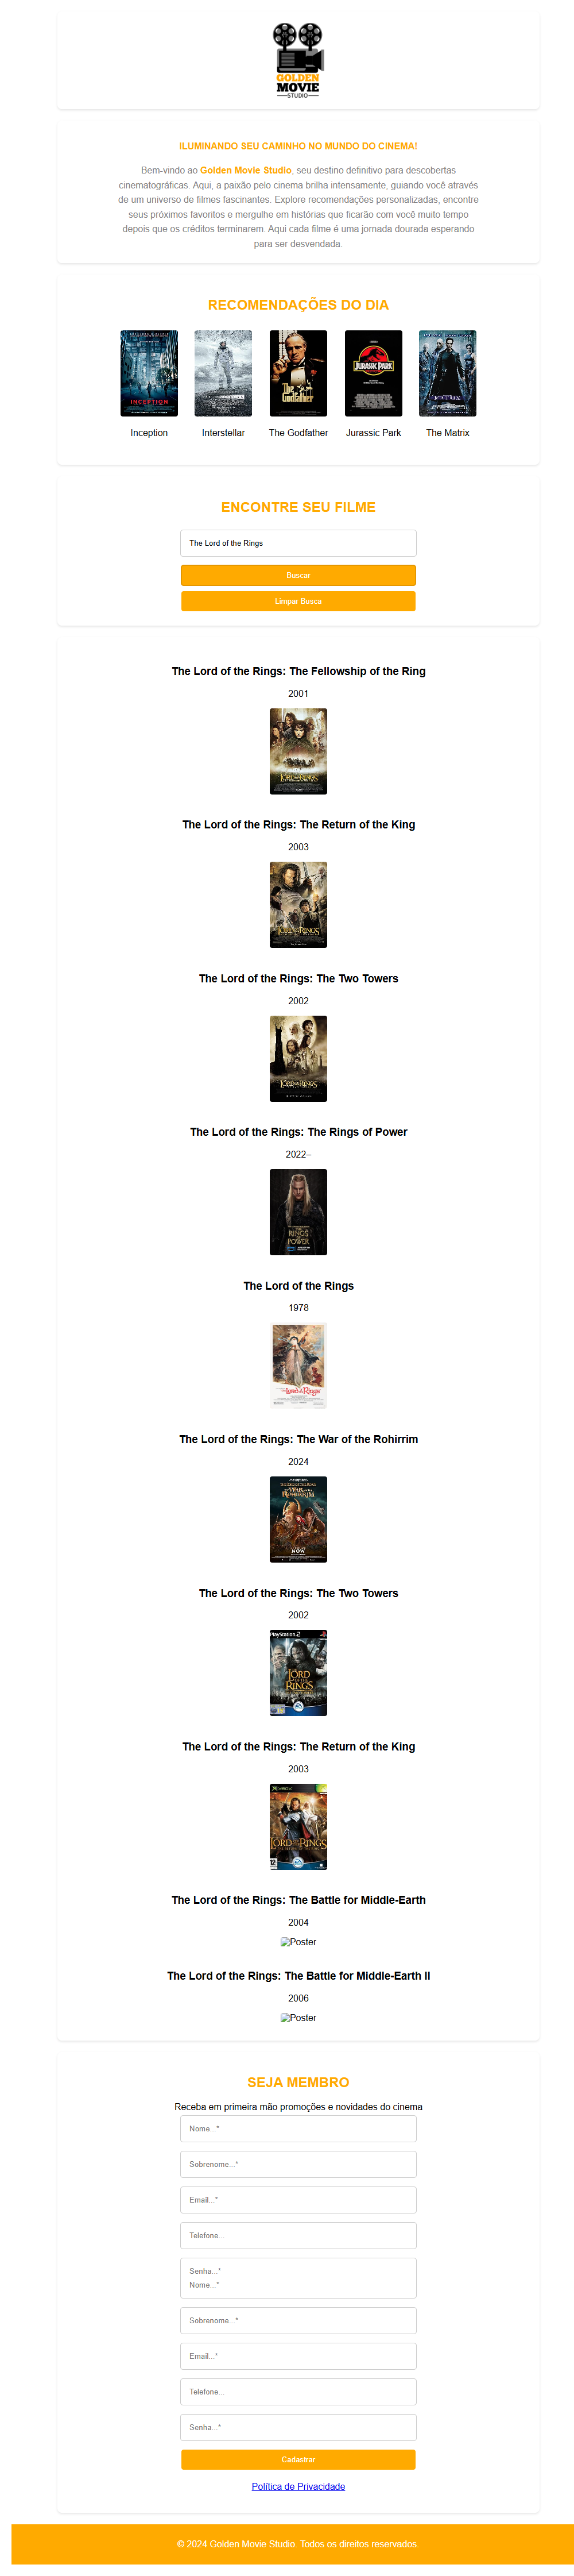 GOLDEN
MOVIE
STUDIO
ILUMINANDO SEU CAMINHO NO MUNDO DO CINEMA!
Bem-vindo ao Golden Movie Studio, seu destino definitivo para descobertas
cinematográficas. Aqui, a paixão pelo cinema brilha intensamente, guiando você através
de um universo de filmes fascinantes. Explore recomendações personalizadas, encontre
seus próximos favoritos e mergulhe em histórias que ficarão com você muito tempo
depois que os créditos terminarem. Aqui cada filme é uma jornada dourada esperando
para ser desvendada.
RECOMENDAÇÕES DO DIA
INCEPTION
The Godfather
JURASSIC PARK
MATRIX
Inception
Interstellar
The Godfather
Jurassic Park
The Matrix
ENCONTRE SEU FILME
The Lord of the Rings
Buscar
Limpar Busca
The Lord of the Rings: The Fellowship of the Ring
2001
The Lord of the Rings: The Return of the King
2003
The Lord of the Rings: The Two Towers
2002
The Lord of the Rings: The Rings of Power
2022–
The Lord of the Rings
1978
The Lord of the Rings: The War of the Rohirrim
2024
The Lord of the Rings: The Two Towers
2002
PlayStation 2
The Lord of the Rings: The Return of the King
2003
The Lord of the Rings: The Battle for Middle-Earth
2004
Poster
The Lord of the Rings: The Battle for Middle-Earth II
2006
Poster
SEJA MEMBRO
Receba em primeira mão promoções e novidades do cinema
Nome...*
Sobrenome...*
Email...*
Telefone...
Senha...*
Nome...*
Sobrenome...*
Email...*
Telefone...
Senha...*
Cadastrar
Política de Privacidade
© 2024 Golden Movie Studio. Todos os direitos reservados.